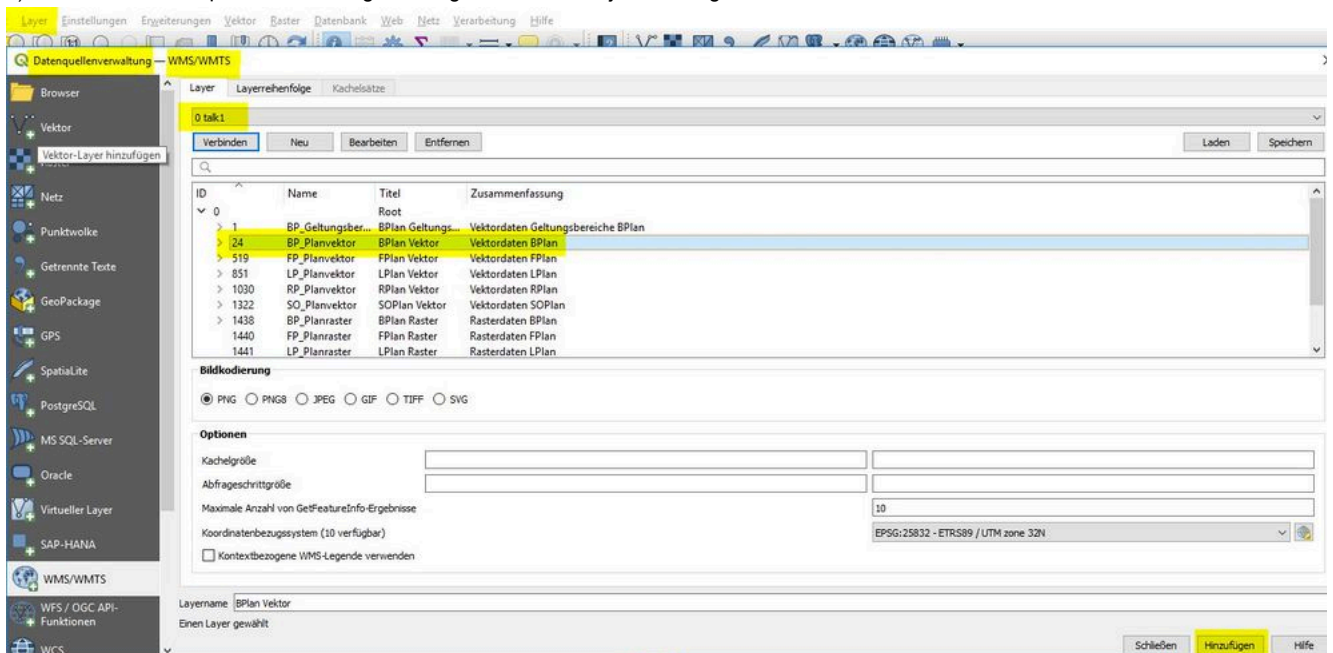 Layer Einstellungen Erweiterungen Vektor Raster Datenbank Web Netz Verarbeitung Hilfe
Datenquellenverwaltung — WMS/WMTS
Browser
Vektor
Vektor-Layer hinzufügen
Netz
Punktwolke
Getrennte Texte
GeoPackage
GPS
SpatiaLite
PostgreSQL
MS SQL-Server
Oracle
Virtueller Layer
SAP-HANA
WMS/WMTS
WFS / OGC API-
Funktionen
WCS
Layer Layerreihenfolge Kachelsätze
0 talk1
Verbinden Neu Bearbeiten Entfernen Laden Speichern
ID Name Titel Zusammenfassung
0 Root
1 BP_Geltungsber... BPlan Geltungs... Vektordaten Geltungsbereiche BPlan
24 BP_Planvektor BPlan Vektor Vektordaten BPlan
519 FP_Planvektor FPlan Vektor Vektordaten FPlan
851 LP_Planvektor LPlan Vektor Vektordaten LPlan
1030 RP_Planvektor RPlan Vektor Vektordaten RPlan
1322 SO_Planvektor SOPlan Vektor Vektordaten SOPlan
1438 BP_Planraster BPlan Raster Rasterdaten BPlan
1440 FP_Planraster FPlan Raster Rasterdaten FPlan
1441 LP_Planraster LPlan Raster Rasterdaten LPlan
Bildkodierung
PNG PNG8 JPEG GIF TIFF SVG
Optionen
Kachelgröße
Abfrageschrittgröße
Maximale Anzahl von GetFeatureInfo-Ergebnisse 10
Koordinatenbezugssystem (10 verfügbar) EPSG:25832 - ETRS89 / UTM zone 32N
Kontextbezogene WMS-Legende verwenden
Layername BPlan Vektor
Einen Layer gewählt
Schließen Hinzufügen Hilfe